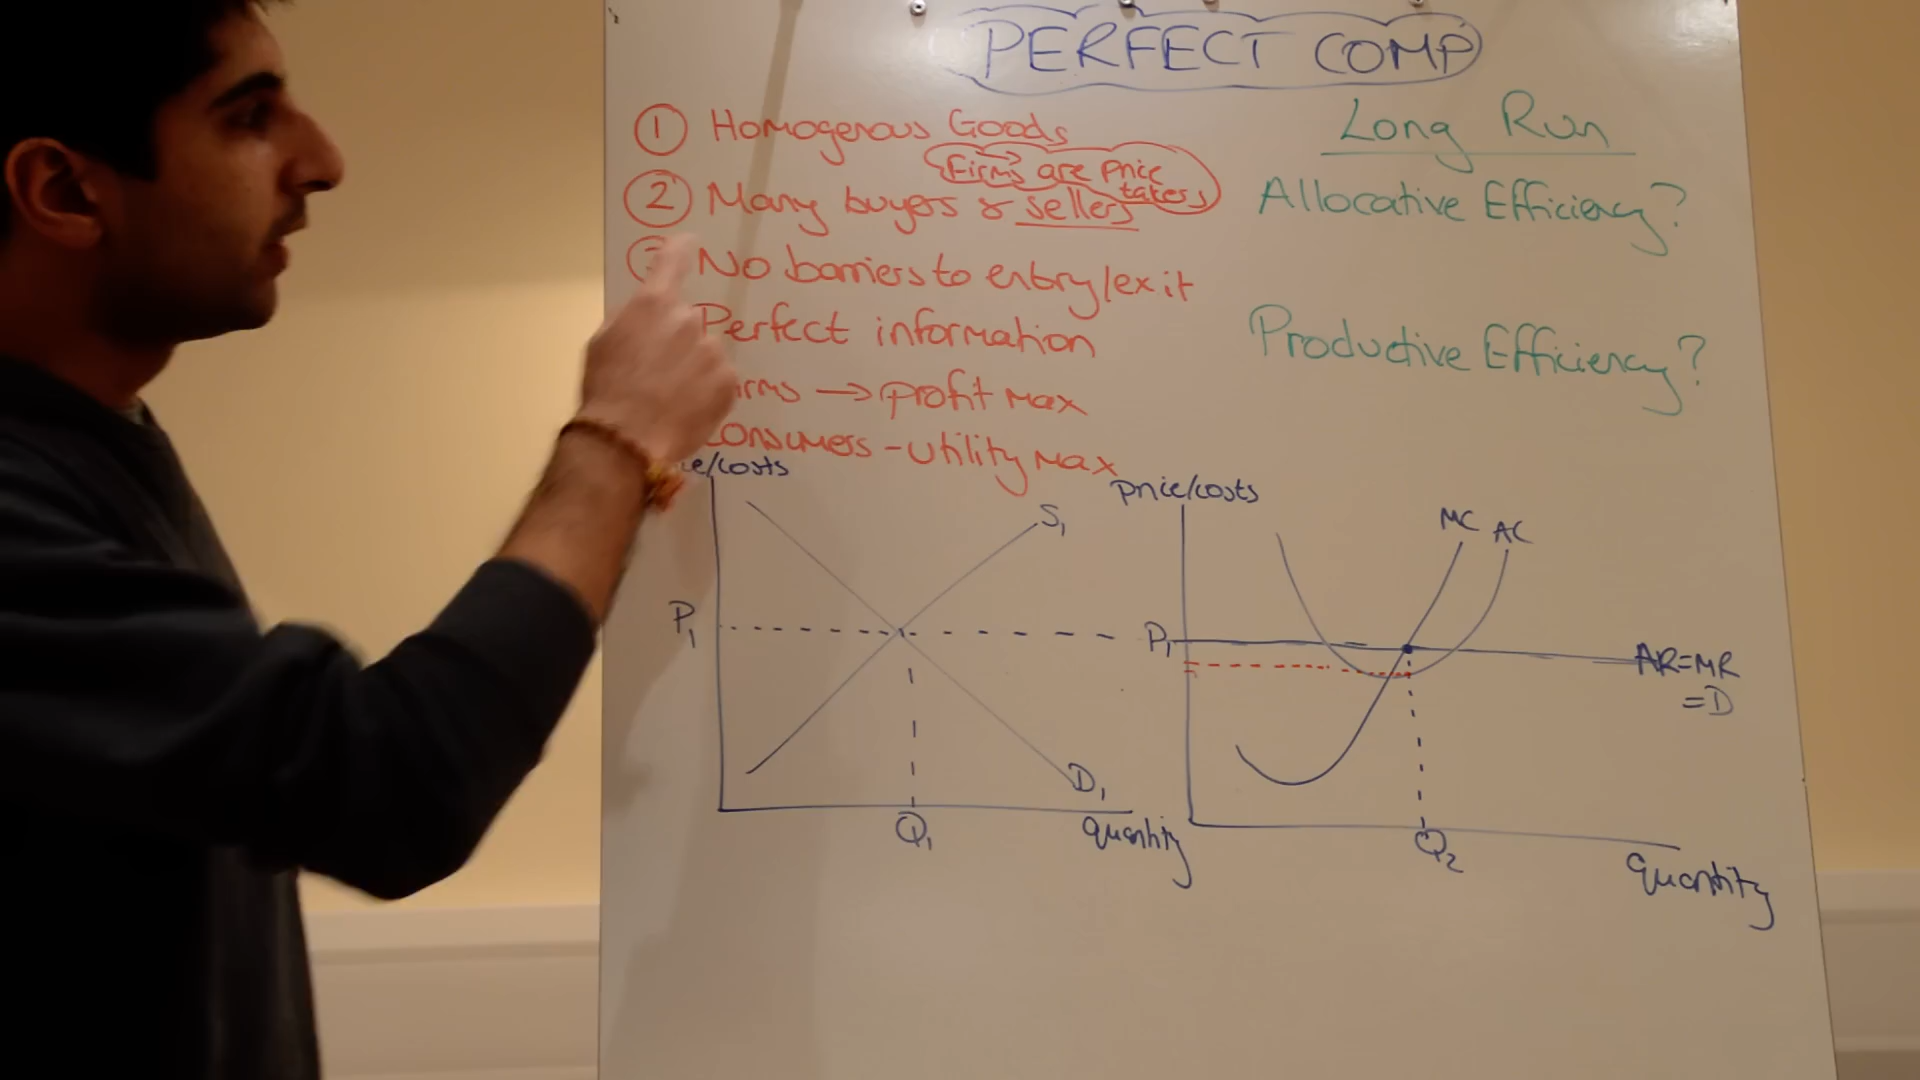 PERFECT COMP
1 Homogenous Goods
Firms are price
takers
2 Many buyers & sellers
3 No barriers to entry/exit
Perfect information
→ profit max
Consumers - utility max
Long Run
Allocative Efficiency?
Productive Efficiency?
/costs
S1
P1
D1
Q1
quantity
price/costs
MC AC
P1
AR=MR
=D
Q2
quantity